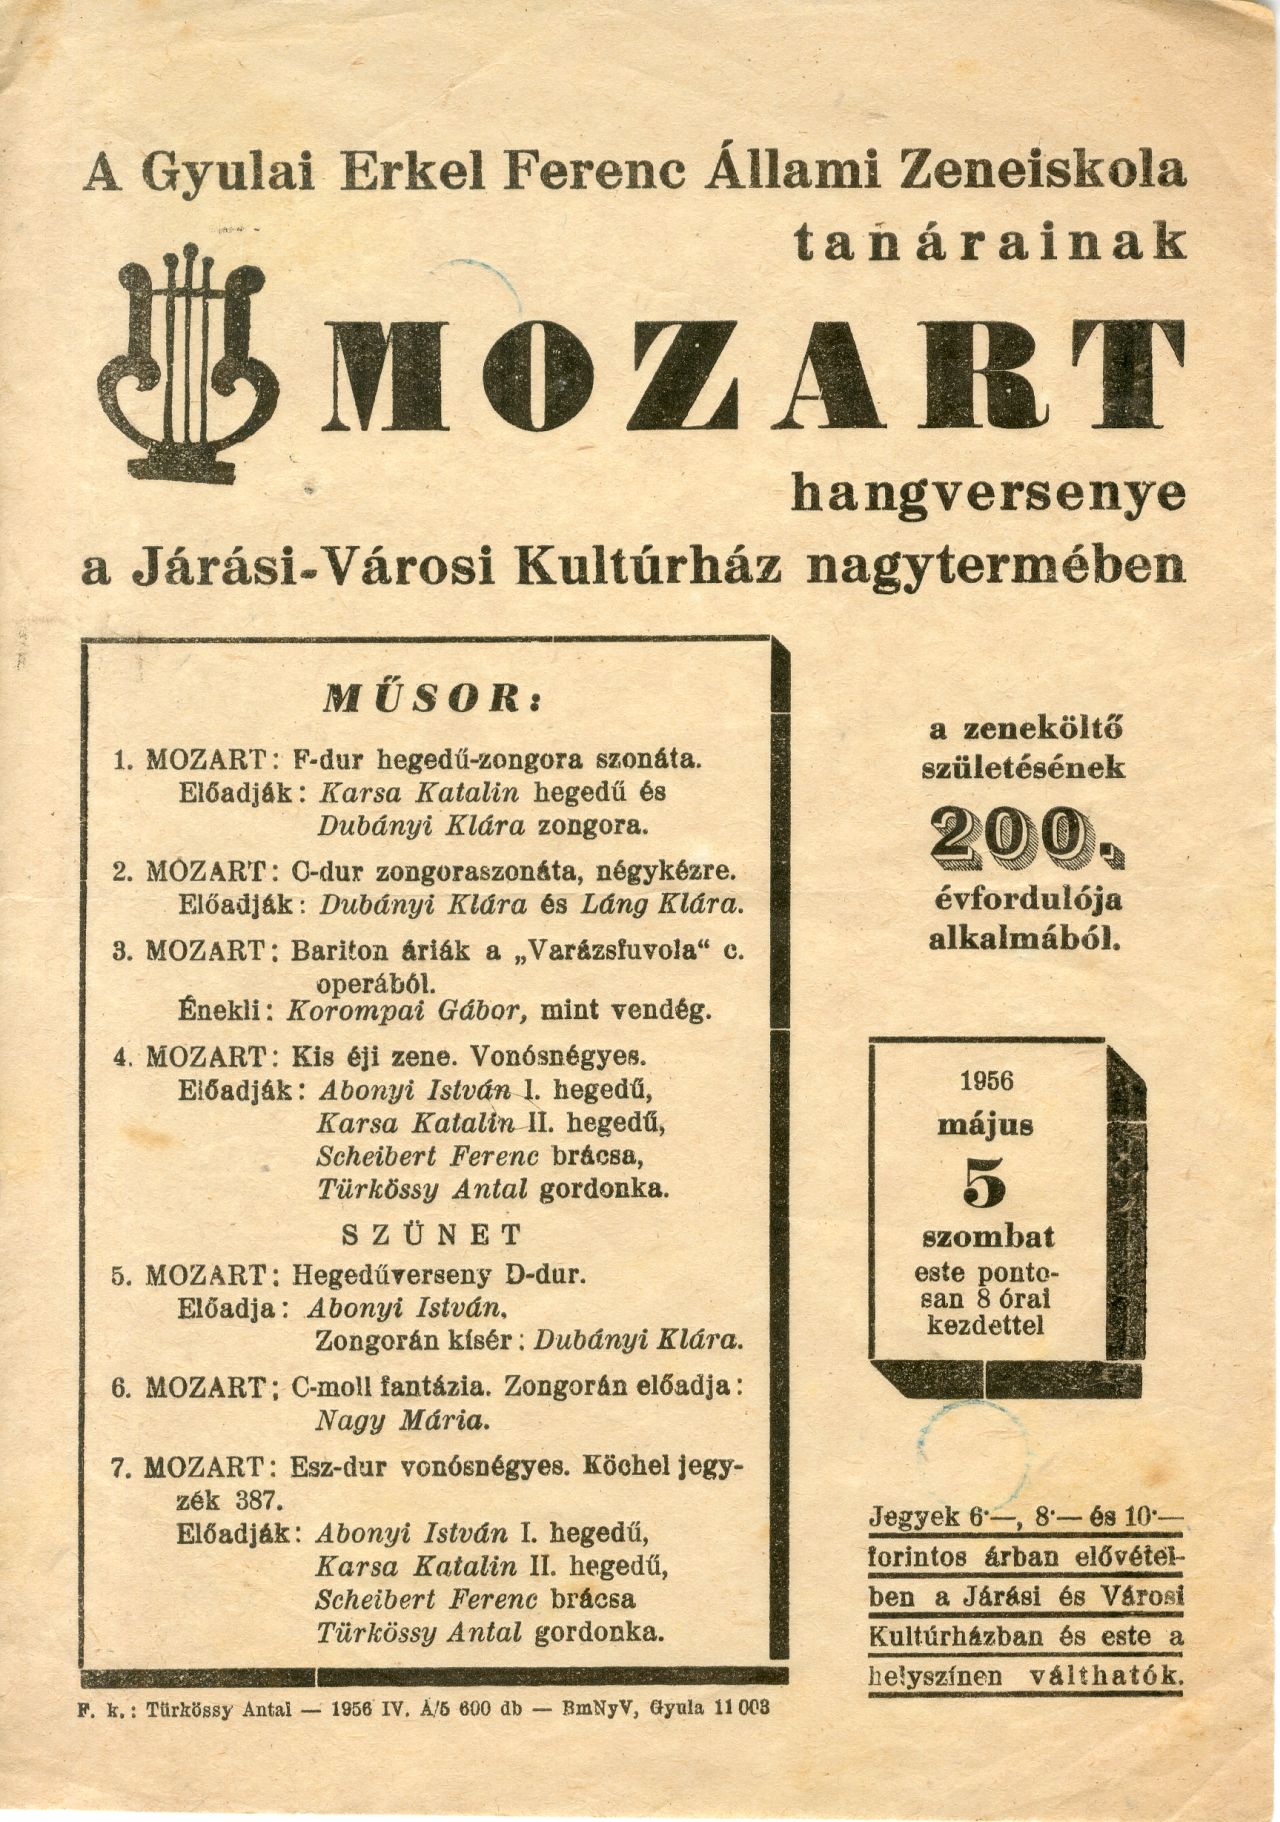 A Gyulai Erkel Ferenc Állami Zeneiskola
tanárainak
MOZART
hangversenye
a Járási-Városi Kultúrház nagytermében
MŰSOR:
1. MOZART: F-dur hegedű-zongora szonáta.
Előadják: Karsa Katalin hegedű és
Dubányi Klára zongora.
2. MOZART: C-dur zongoraszonáta, négykézre.
Előadják: Dubányi Klára és Láng Klára.
3. MOZART: Bariton áriák a „Varázsfuvola“ c.
operából.
Énekli: Korompai Gábor, mint vendég.
4. MOZART: Kis éji zene. Vonósnégyes.
Előadják: Abonyi István I. hegedű,
Karsa Katalin II. hegedű,
Scheibert Ferenc brácsa,
Türkössy Antal gordonka.
SZÜNET
5. MOZART: Hegedűverseny D-dur.
Előadja: Abonyi István.
Zongorán kísér: Dubányi Klára.
6. MOZART: C-moll fantázia. Zongorán előadja:
Nagy Mária.
7. MOZART: Esz-dur vonósnégyes. Köchel jegy-
zék 387.
Előadják: Abonyi István I. hegedű,
Karsa Katalin II. hegedű,
Scheibert Ferenc brácsa
Türkössy Antal gordonka.
a zeneköltő
születésének
200.
évfordulója
alkalmából.
1956
május
5
szombat
este ponto-
san 8 órai
kezdettel
Jegyek 6·—, 8·— és 10·—
forintos árban elővétel-
ben a Járási és Városi
Kultúrházban és este a
helyszínen válthatók.
F. k.: Türkössy Antal — 1956 IV. Á/5 600 db — BmNyV, Gyula 11 003